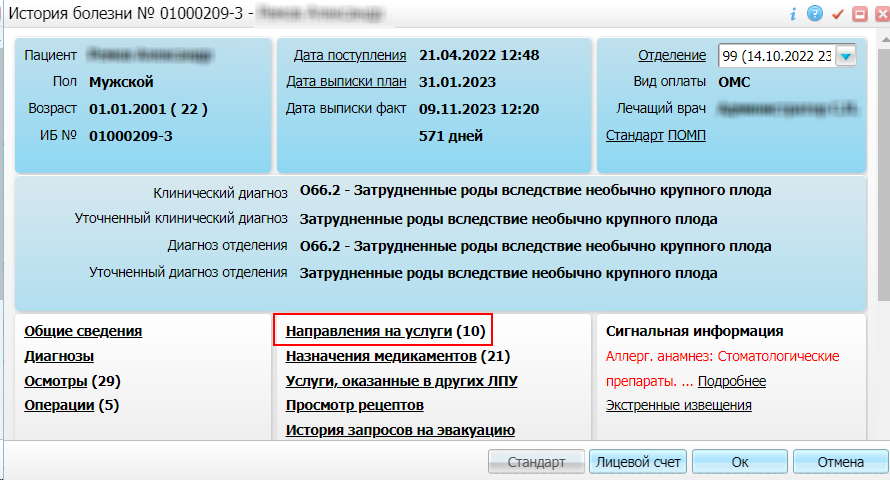 История болезни № 01000209-3 -
Пациент
Пол Мужской
Возраст 01.01.2001 ( 22 )
ИБ № 01000209-3
Дата поступления 21.04.2022 12:48
Дата выписки план 31.01.2023
Дата выписки факт 09.11.2023 12:20
571 дней
Отделение 99 (14.10.2022 23
Вид оплаты ОМС
Лечащий врач
Стандарт ПОМП
Клинический диагноз O66.2 - Затрудненные роды вследствие необычно крупного плода
Уточненный клинический диагноз Затрудненные роды вследствие необычно крупного плода
Диагноз отделения O66.2 - Затрудненные роды вследствие необычно крупного плода
Уточненный диагноз отделения Затрудненные роды вследствие необычно крупного плода
Общие сведения
Диагнозы
Осмотры (29)
Операции (5)
Направления на услуги (10)
Назначения медикаментов (21)
Услуги, оказанные в других ЛПУ
Просмотр рецептов
История запросов на эвакуацию
Сигнальная информация
Аллерг. анамнез: Стоматологические
препараты. ... Подробнее
Экстренные извещения
Стандарт Лицевой счет Ок Отмена